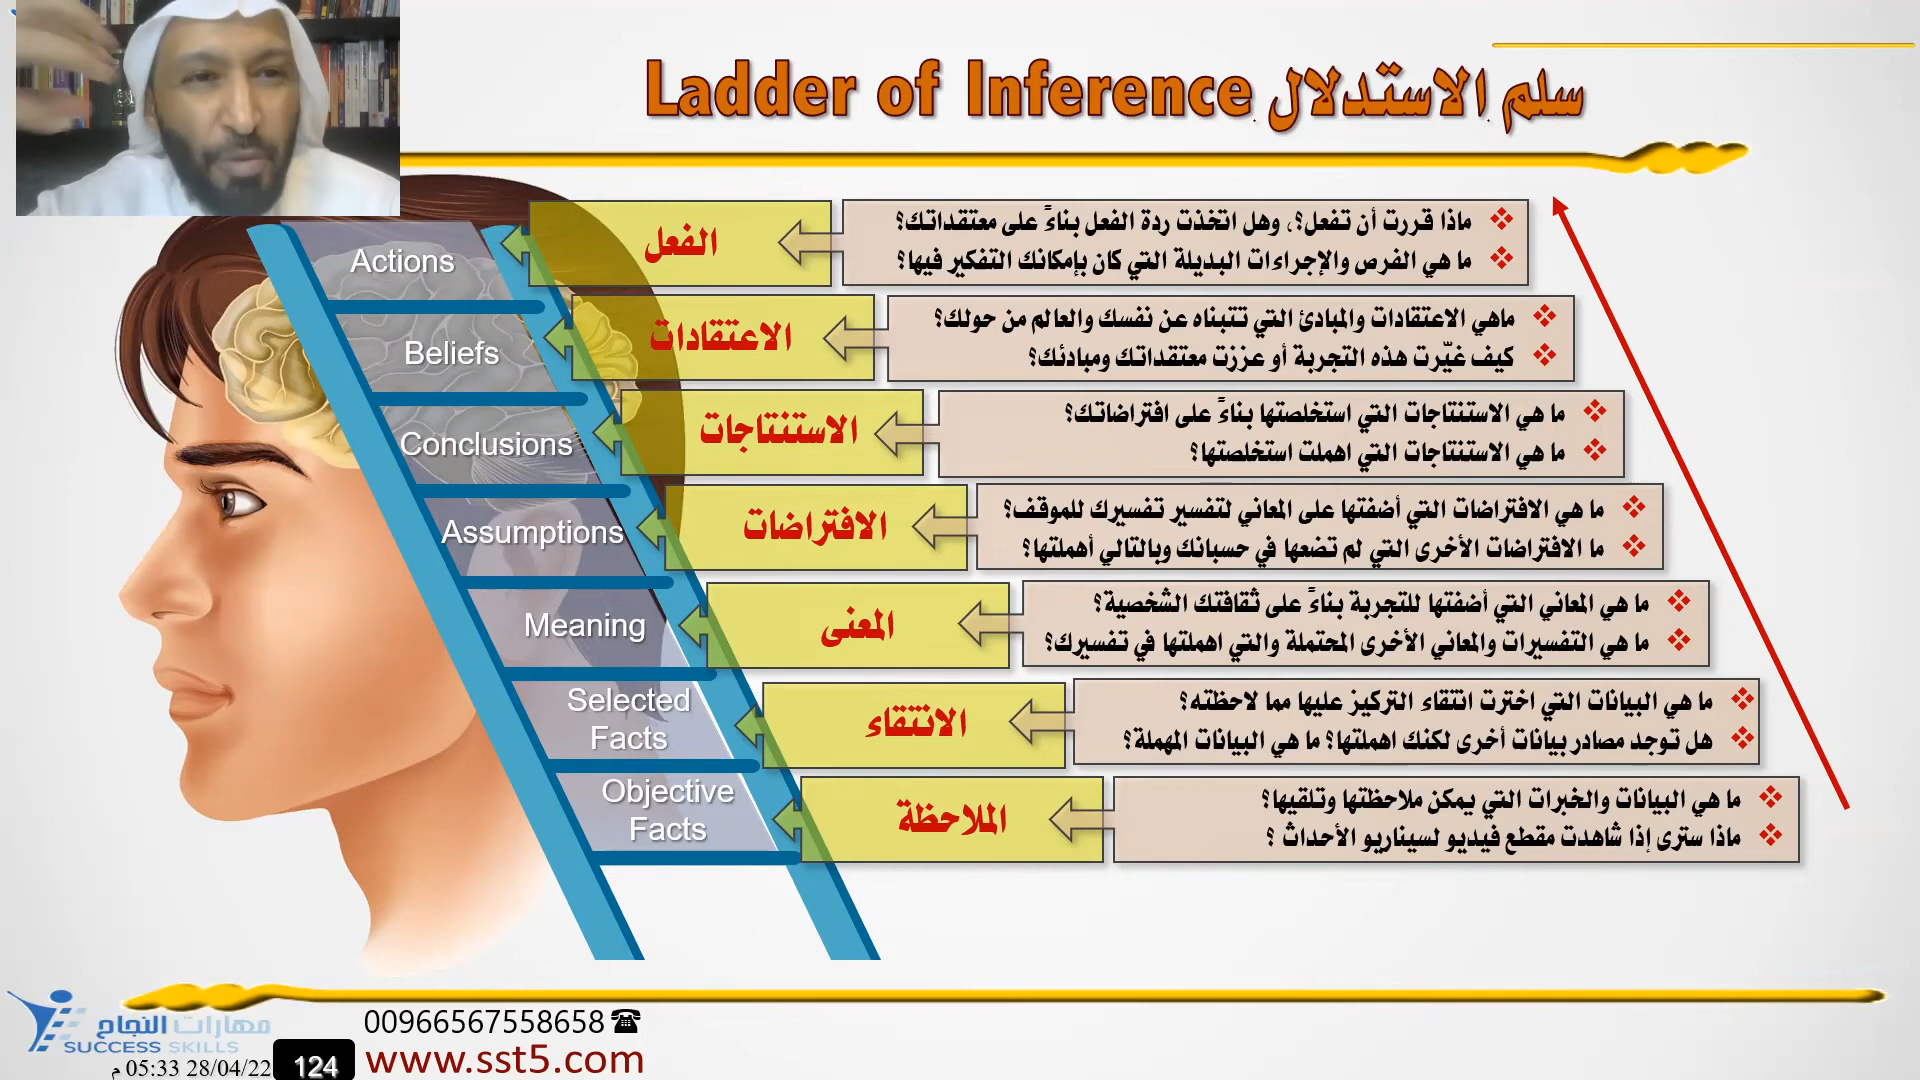 سلم الاستدلال Ladder of Inference
Actions
الفعل
ماذا قررت أن تفعل؟، وهل اتخذت ردة الفعل بناءً على معتقداتك؟
ما هي الفرص والإجراءات البديلة التي كان بإمكانك التفكير فيها؟
Beliefs
الاعتقادات
ماهي الاعتقادات والمبادئ التي تتبناه عن نفسك والعالم من حولك؟
كيف غيّرت هذه التجربة أو عززت معتقداتك ومبادئك؟
Conclusions
الاستنتاجات
ما هي الاستنتاجات التي استخلصتها بناءً على افتراضاتك؟
ما هي الاستنتاجات التي اهملت استخلصتها؟
Assumptions
الافتراضات
ما هي الافتراضات التي أضفتها على المعاني لتفسير تفسيرك للموقف؟
ما الافتراضات الأخرى التي لم تضعها في حسبانك وبالتالي أهملتها؟
Meaning
المعنى
ما هي المعاني التي أضفتها للتجربة بناءً على ثقافتك الشخصية؟
ما هي التفسيرات والمعاني الأخرى المحتملة والتي اهملتها في تفسيرك؟
Selected
Facts
الانتقاء
ما هي البيانات التي اخترت انتقاء التركيز عليها مما لاحظته؟
هل توجد مصادر بيانات أخرى لكنك اهملتها؟ ما هي البيانات المهملة؟
Objective
Facts
الملاحظة
ما هي البيانات والخبرات التي يمكن ملاحظتها وتلقيها؟
ماذا سترى إذا شاهدت مقطع فيديو لسيناريو الأحداث ؟
مهارات النجاح
SUCCESS SKILLS
00966567558658
www.sst5.com
28/04/22 05:33 م
124